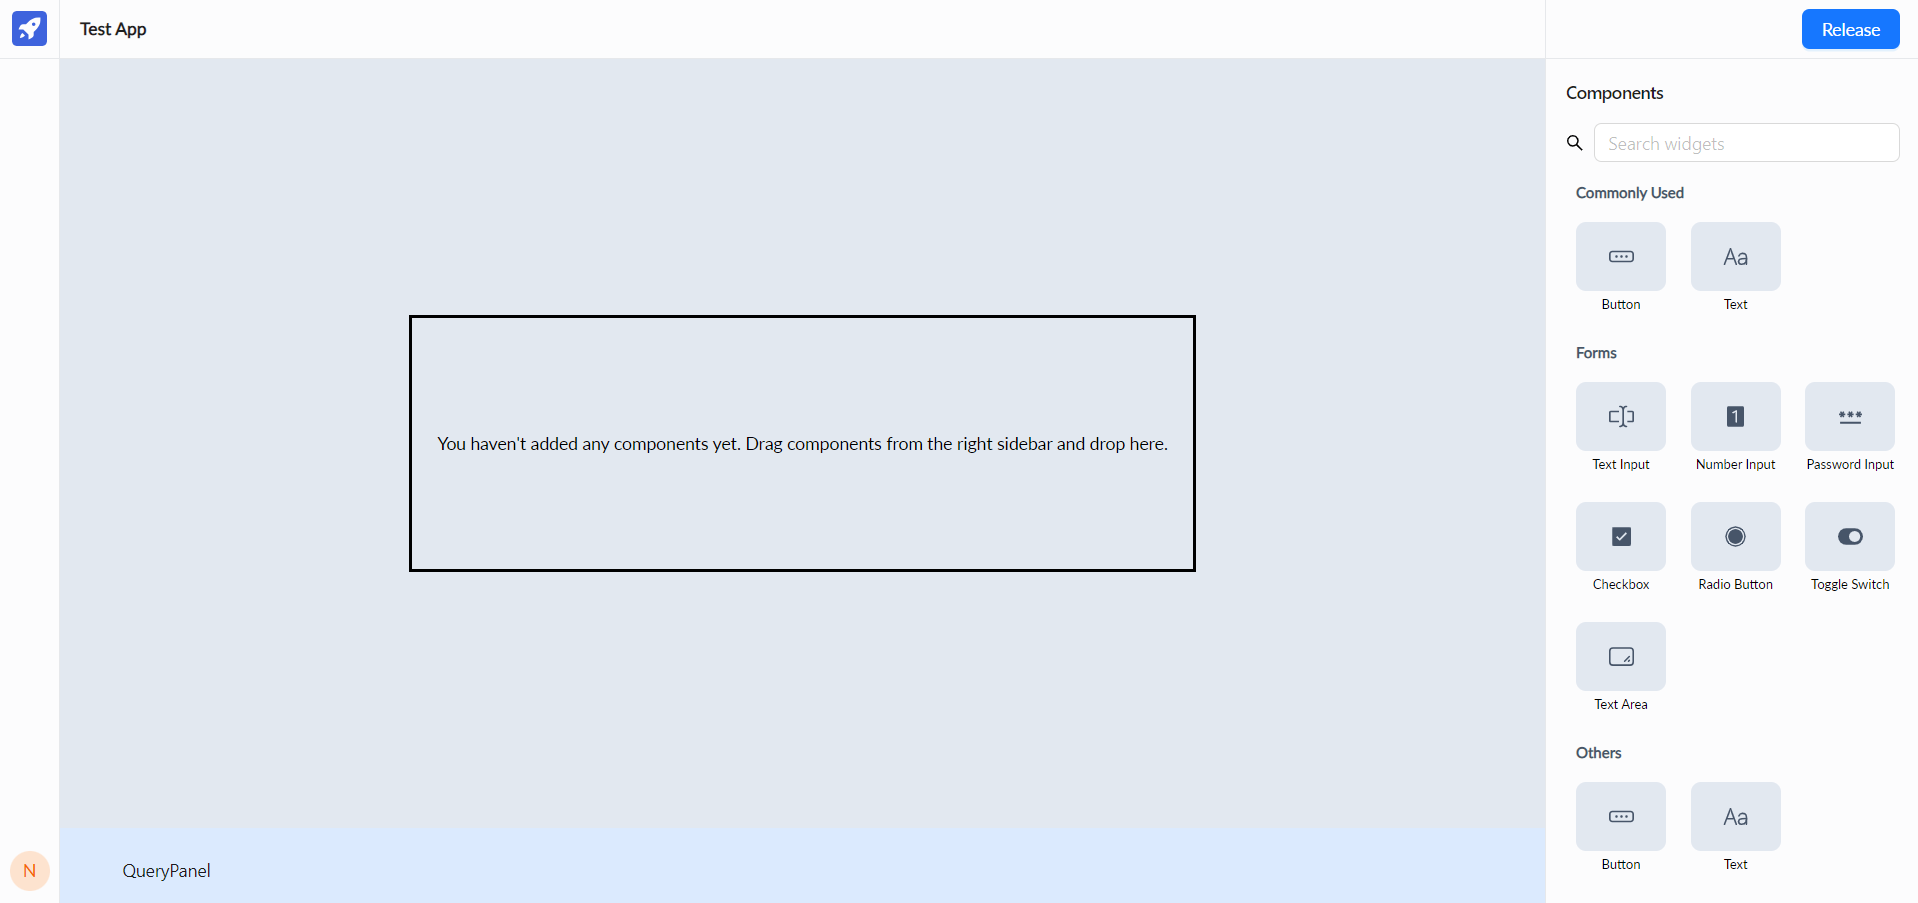 Test App
Release
Components
Search widgets
Commonly Used
Aa
Button
Text
Forms
1
***
Text Input
Number Input
Password Input
Checkbox
Radio Button
Toggle Switch
Text Area
Others
Aa
Button
Text
You haven't added any components yet. Drag components from the right sidebar and drop here.
N
QueryPanel